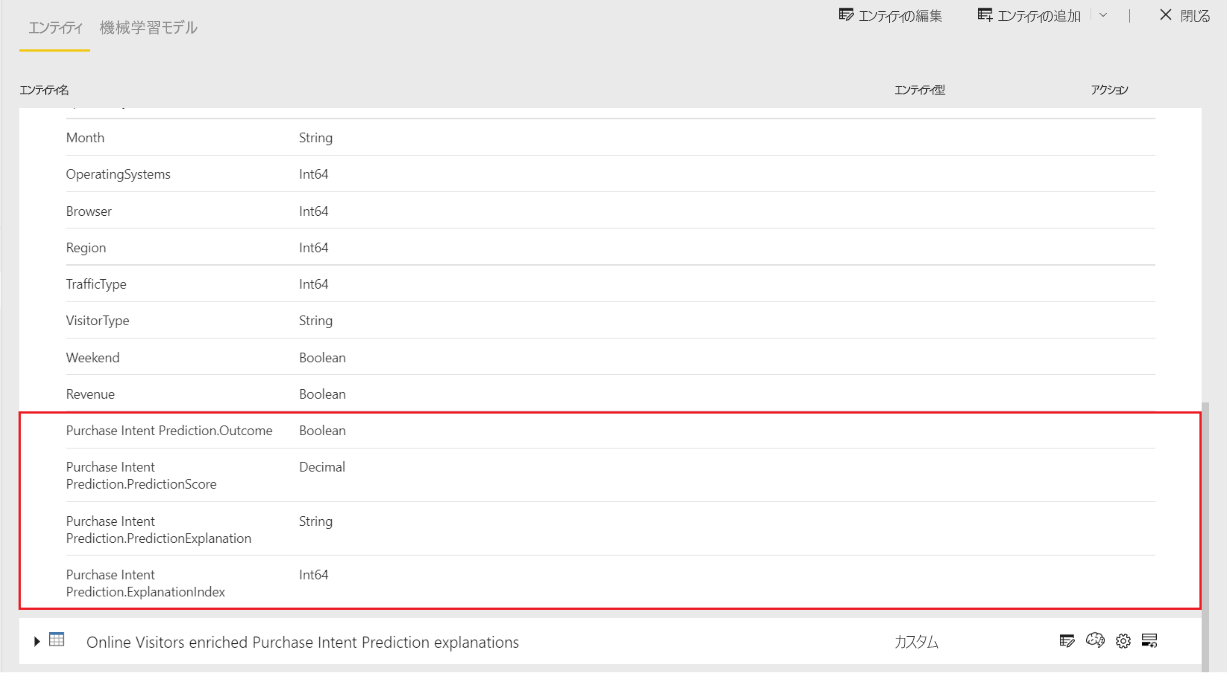 エンティティの編集 エンティティの追加 閉じる
エンティティ 機械学習モデル
エンティティ名 エンティティ型 アクション
Month String
OperatingSystems Int64
Browser Int64
Region Int64
TrafficType Int64
VisitorType String
Weekend Boolean
Revenue Boolean
Purchase Intent Prediction.Outcome Boolean
Purchase Intent Decimal
Prediction.PredictionScore
Purchase Intent String
Prediction.PredictionExplanation
Purchase Intent Int64
Prediction.ExplanationIndex
Online Visitors enriched Purchase Intent Prediction explanations カスタム